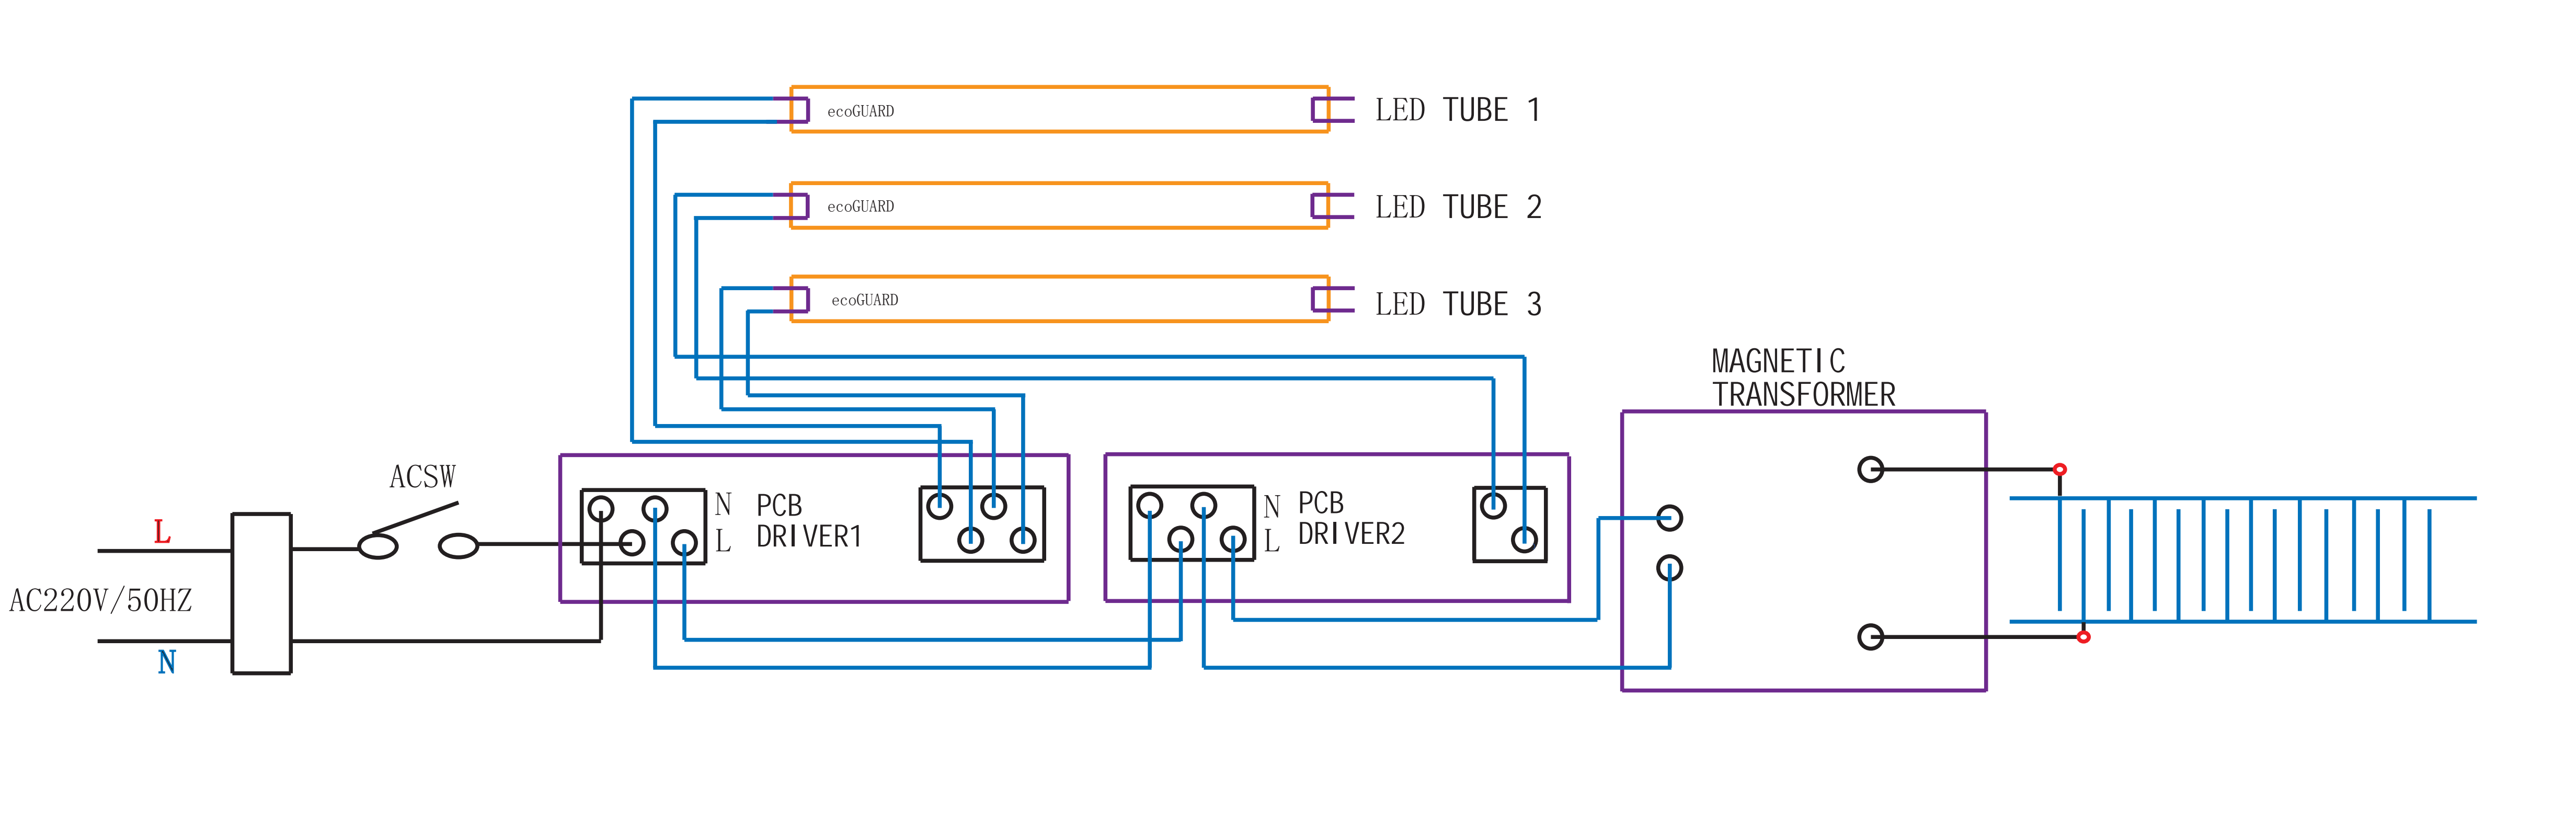 ecoGUARD
LED TUBE 1
ecoGUARD
LED TUBE 2
ecoGUARD
LED TUBE 3
MAGNETIC
TRANSFORMER
ACSW
L
AC220V/50HZ
N
N
L
PCB
DRIVER1
N
L
PCB
DRIVER2